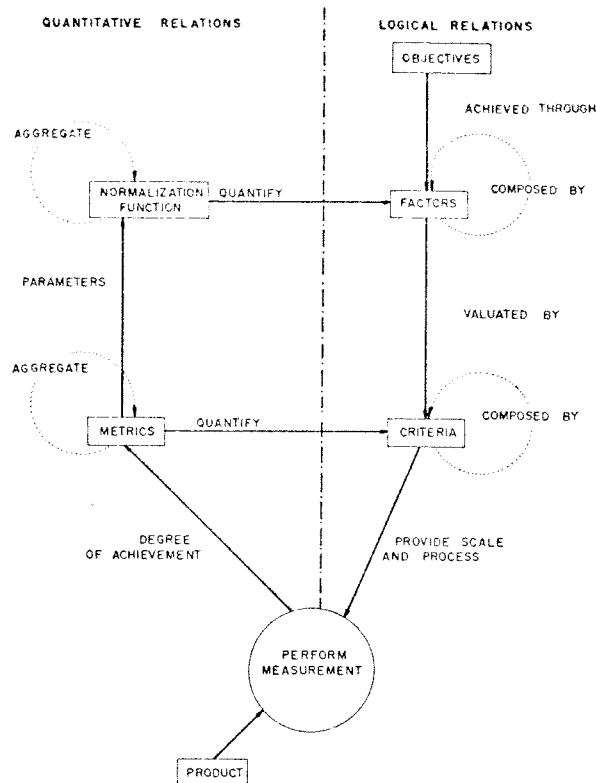 QUANTITATIVE RELATIONS
LOGICAL RELATIONS
OBJECTIVES
ACHIEVED THROUGH
AGGREGATE
NORMALIZATION
FUNCTION
QUANTIFY
FACTORS
COMPOSED BY
PARAMETERS
VALUATED BY
AGGREGATE
METRICS
QUANTIFY
CRITERIA
COMPOSED BY
DEGREE
OF ACHIEVEMENT
PROVIDE SCALE
AND PROCESS
PERFORM
MEASUREMENT
PRODUCT